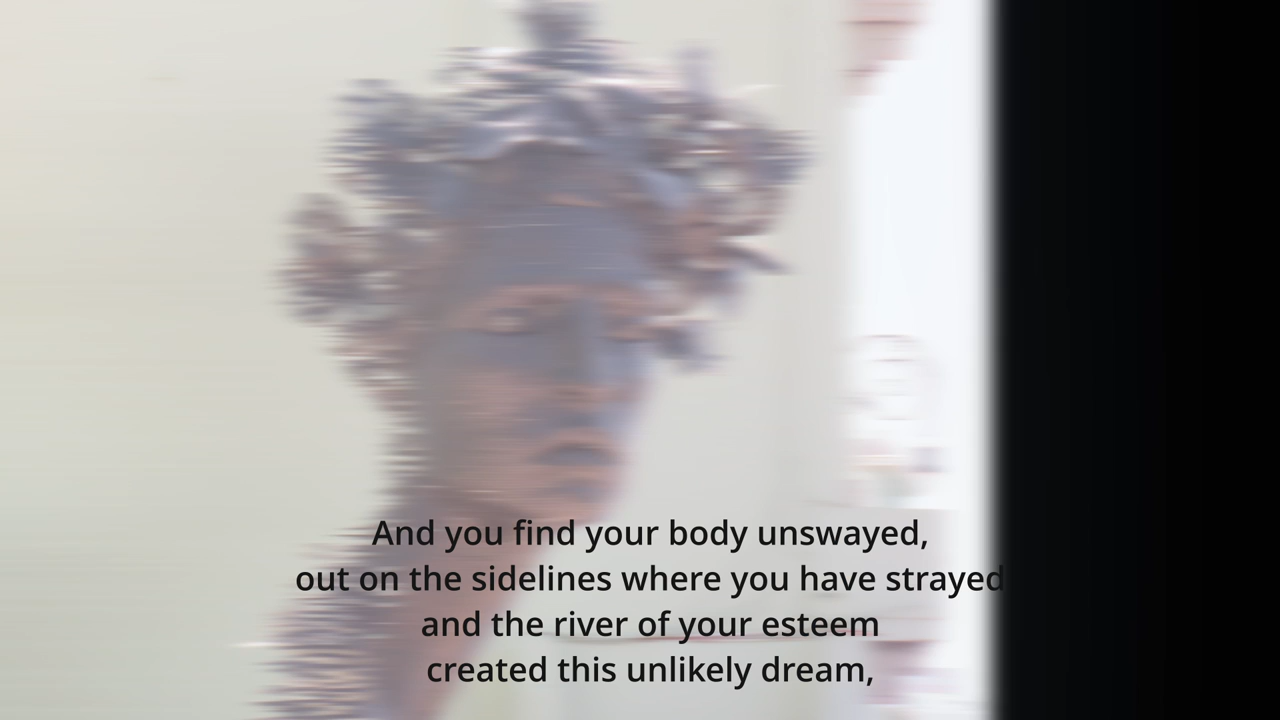 And you find your body unswayed,
out on the sidelines where you have strayed
and the river of your esteem
created this unlikely dream,